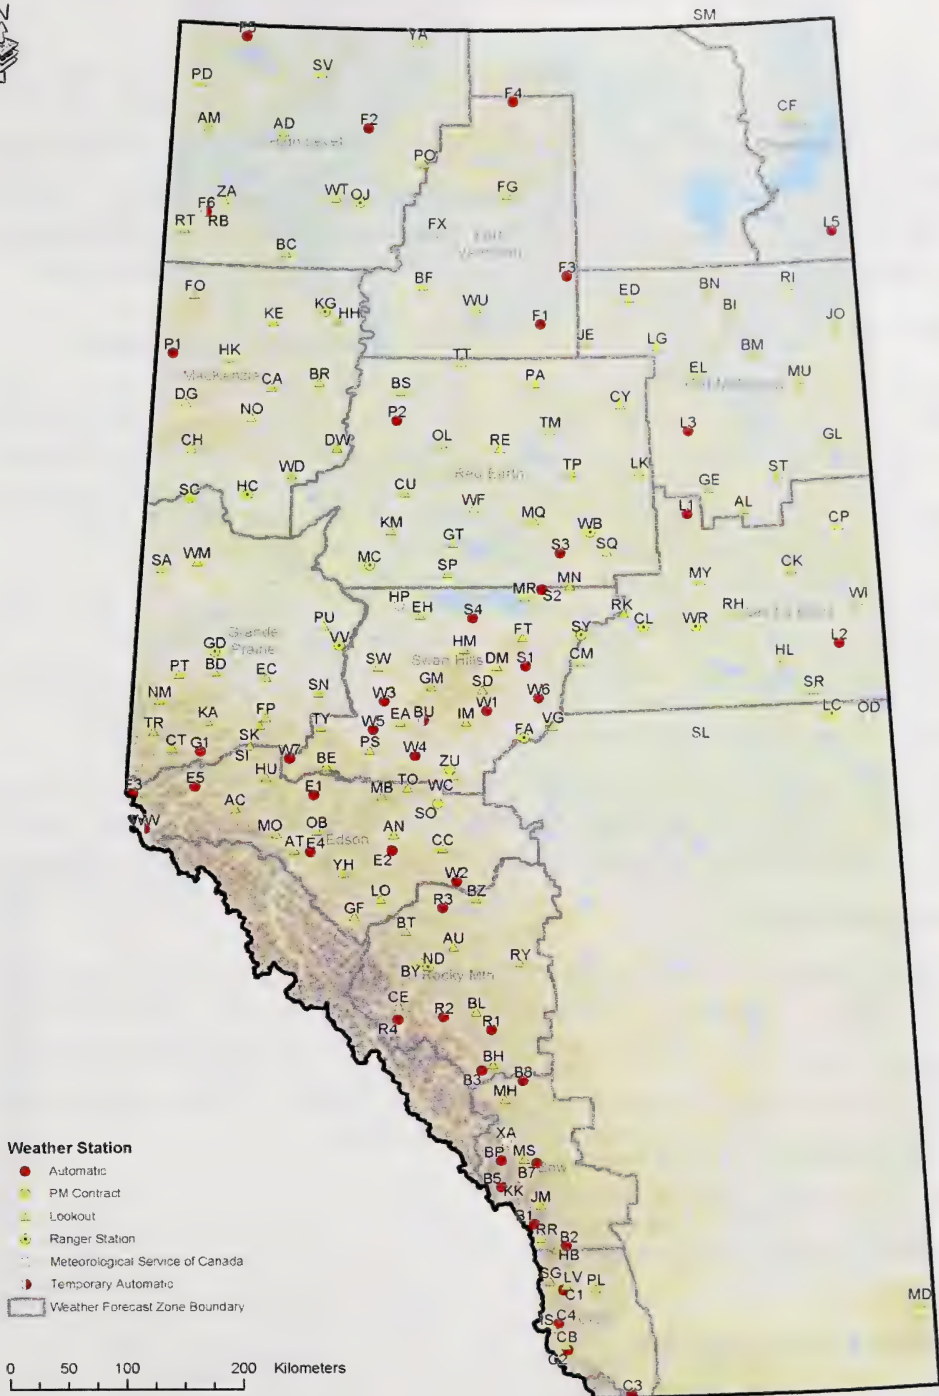 N
SM
F5
YA
PD
SV
F4
CF
AM
AD
F2
High Level
PO
ZA
WT
OJ
FG
F6
RB
RT
FX
L5
Fort
Vermilion
BC
F3
FO
BF
ED
BN
RI
BI
KE
KG
HH
WU
F1
JO
JE
LG
P1
HK
TT
BM
Mackenzie
CA
BR
BS
PA
EL
MU
DG
NO
P2
CY
CH
DW
OL
RE
TM
L3
GL
WD
Red Earth
TP
LK
ST
SC
HC
CU
WF
GE
L1
AL
KM
GT
MQ
WB
CP
SA
WM
MC
SP
S3
SQ
MY
CK
MR
S2
MN
HP
EH
S4
RK
CL
WR
RH
WI
PU
VV
Grande
Prairie
GD
BD
HM
FT
SY
L2
Swan Hills
PT
EC
SW
GM
DM
S1
CM
HL
SD
SR
NM
SN
W3
W1
W6
LC
OD
TR
KA
FP
TY
W5
EA
BU
IM
FA
VG
SL
CT
G1
SK
SI
W7
PS
W4
ZU
E3
E5
HU
BE
E1
MB
TO
WC
WW
AC
SO
MO
OB
AT
E4
Edson
AN
E2
CC
YH
W2
LO
BZ
GF
R3
BT
AU
RY
BY
ND
Rocky Mtn
CE
R4
R2
BL
R1
BH
B3
B8
MH
Weather Station
Automatic
PM Contract
Lookout
Ranger Station
Meteorological Service of Canada
Temporary Automatic
Weather Forecast Zone Boundary
XA
BP
MS
B7
B5
KK
JM
B1
RR
B2
HB
SG
LV
PL
C1
C4
CB
C2
C3
MD
0 50 100 200 Kilometers